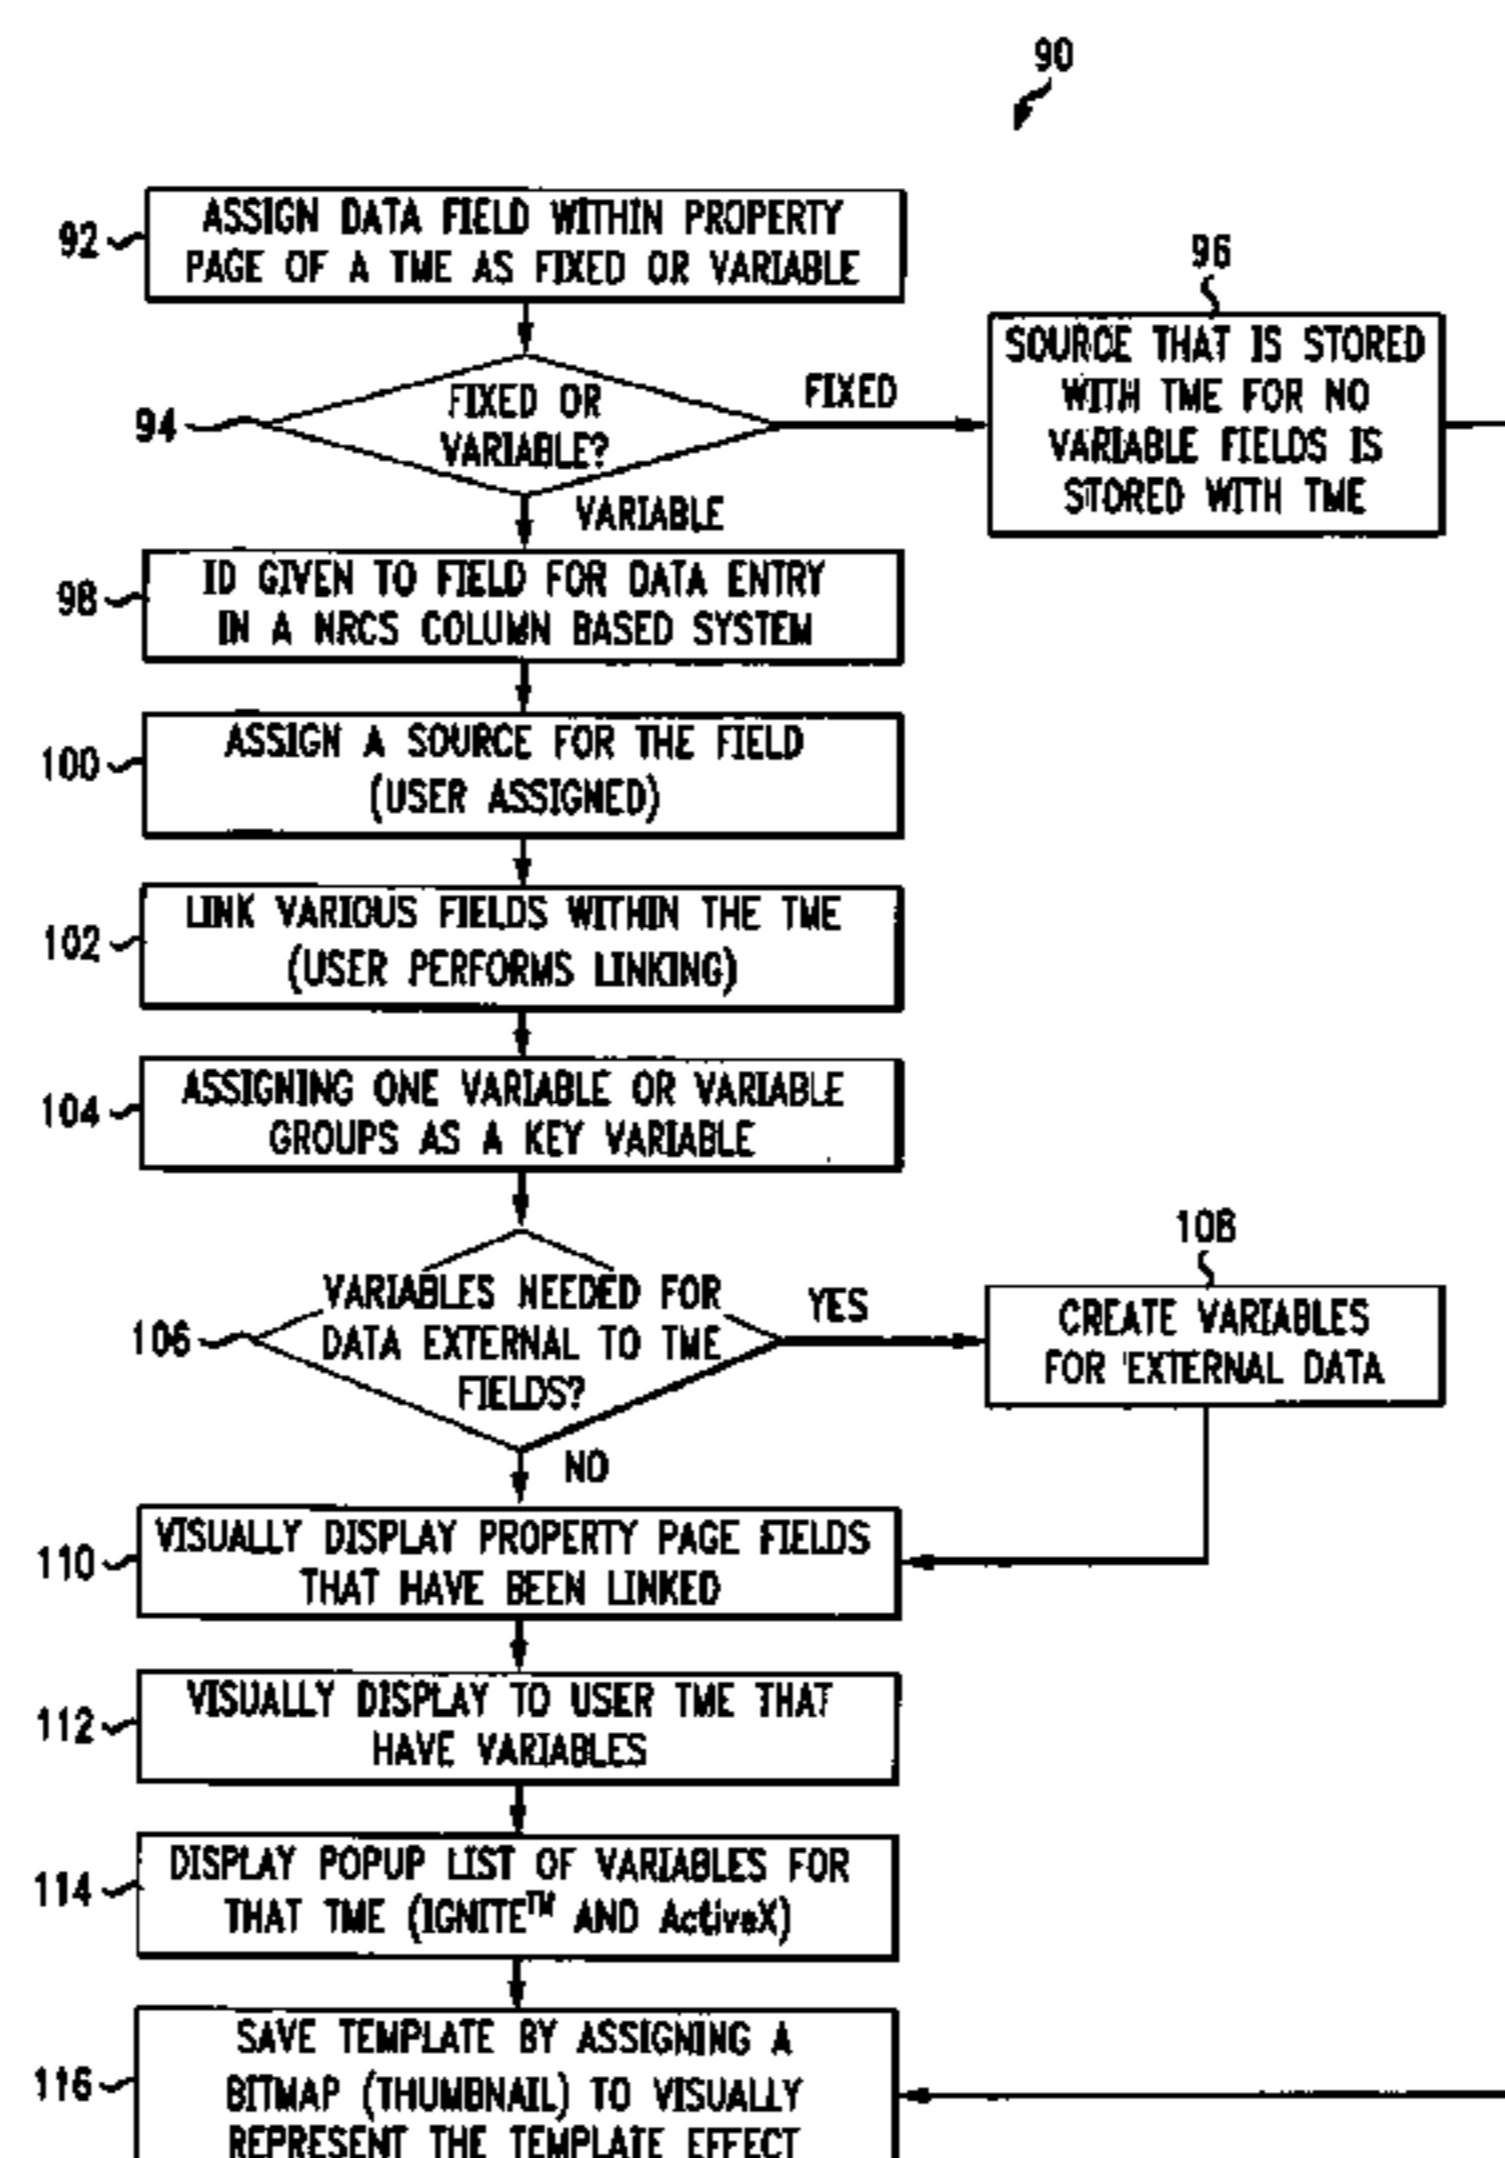 90
92
ASSIGN DATA FIELD WITHIN PROPERTY
PAGE OF A TME AS FIXED OR VARIABLE
94
FIXED OR
VARIABLE?
FIXED
96
SOURCE THAT IS STORED
WITH TME FOR NO
VARIABLE FIELDS IS
STORED WITH TME
VARIABLE
98
ID GIVEN TO FIELD FOR DATA ENTRY
IN A NRCS COLUMN BASED SYSTEM
100
ASSIGN A SOURCE FOR THE FIELD
(USER ASSIGNED)
102
LINK VARIOUS FIELDS WITHIN THE TME
(USER PERFORMS LINKING)
104
ASSIGNING ONE VARIABLE OR VARIABLE
GROUPS AS A KEY VARIABLE
106
VARIABLES NEEDED FOR
DATA EXTERNAL TO TME
FIELDS?
YES
108
CREATE VARIABLES
FOR EXTERNAL DATA
NO
110
VISUALLY DISPLAY PROPERTY PAGE FIELDS
THAT HAVE BEEN LINKED
112
VISUALLY DISPLAY TO USER TME THAT
HAVE VARIABLES
114
DISPLAY POPUP LIST OF VARIABLES FOR
THAT TME (IGNITE™ AND ActiveX)
116
SAVE TEMPLATE BY ASSIGNING A
BITMAP (THUMBNAIL) TO VISUALLY
REPRESENT THE TEMPLATE EFFECT